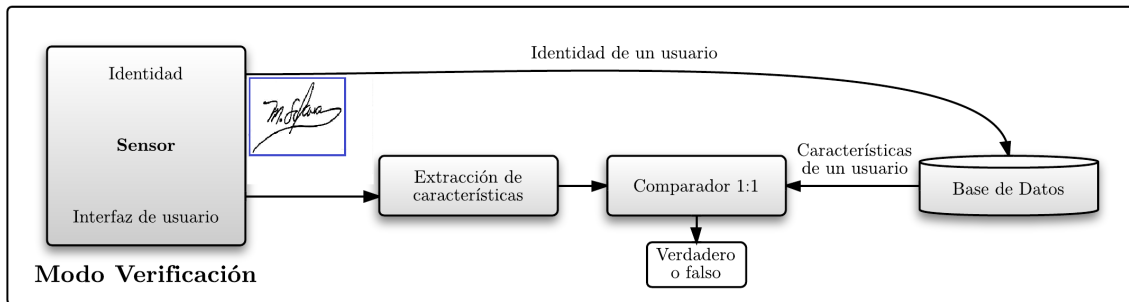 Identidad de un usuario
Identidad
Sensor
Interfaz de usuario
Extracción de
características
Comparador 1:1
Características
de un usuario
Base de Datos
Verdadero
o falso
Modo Verificación